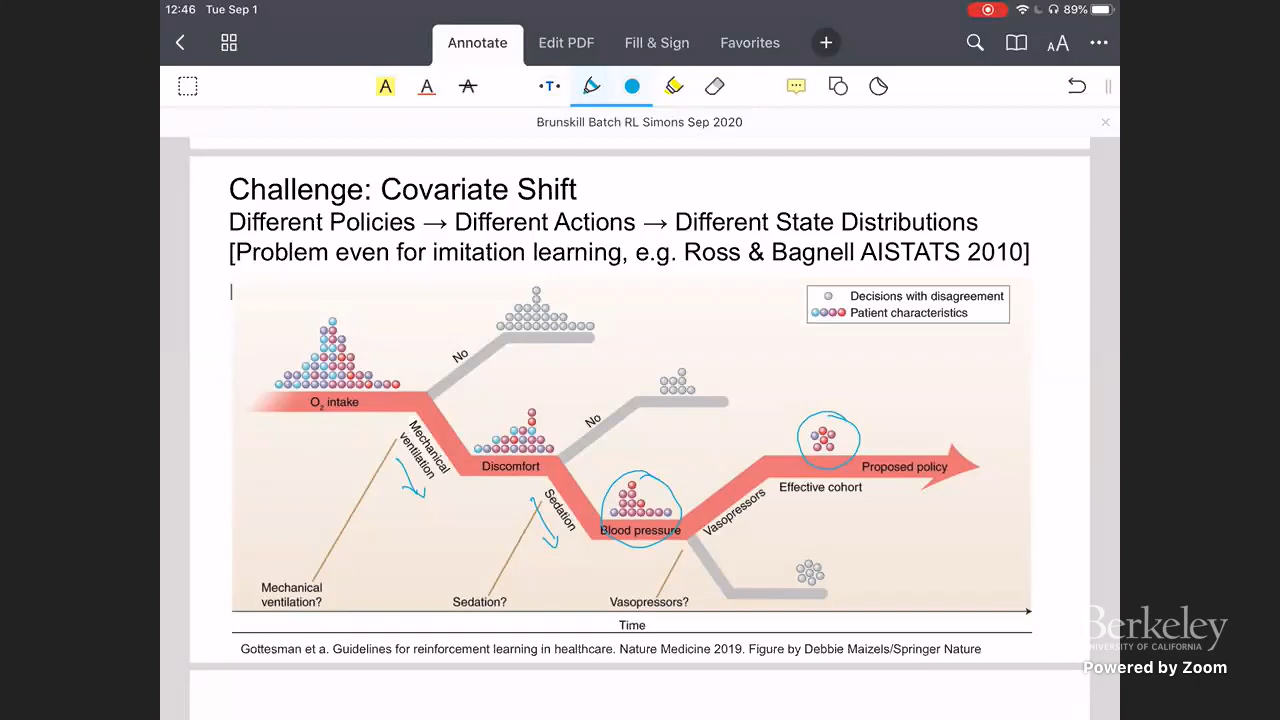 12:46 Tue Sep 1
89%
Annotate Edit PDF Fill & Sign Favorites
AA
A A A T A
Brunskill Batch RL Simons Sep 2020
Challenge: Covariate Shift
Different Policies → Different Actions → Different State Distributions
[Problem even for imitation learning, e.g. Ross & Bagnell AISTATS 2010]
Decisions with disagreement
Patient characteristics
No
O2 intake
Mechanical
ventilation
No
Discomfort
Sedation
Blood pressure
Vasopressors
Proposed policy
Effective cohort
Mechanical
ventilation?
Sedation?
Vasopressors?
Time
Gottesman et a. Guidelines for reinforcement learning in healthcare. Nature Medicine 2019. Figure by Debbie Maizels/Springer Nature
Berkeley
UNIVERSITY OF CALIFORNIA
Powered by Zoom